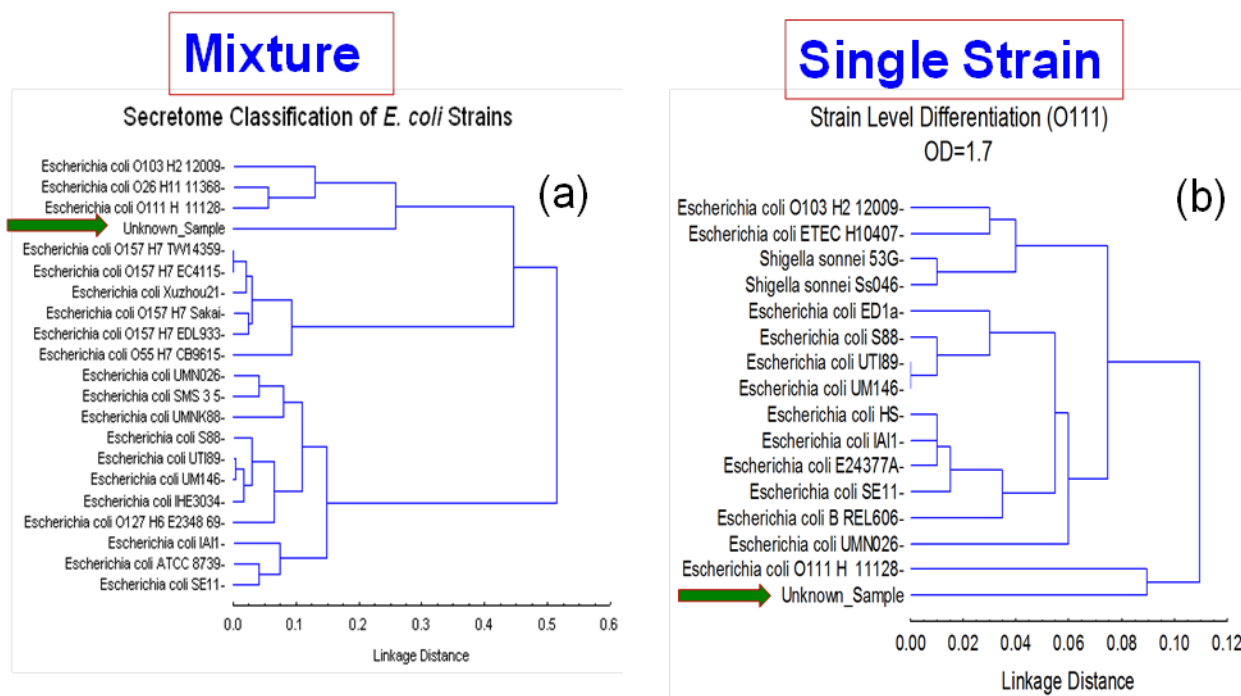 Mixture
Secretome Classification of E. coli Strains
(a)
Escherichia coli O103 H2 12009-
Escherichia coli O26 H11 11368-
Escherichia coli O111 H 11128-
Unknown_Sample
Escherichia coli O157 H7 TW14359-
Escherichia coli O157 H7 EC4115-
Escherichia coli Xuzhou21-
Escherichia coli O157 H7 Sakai-
Escherichia coli O157 H7 EDL933-
Escherichia coli O55 H7 CB9615-
Escherichia coli UMN026-
Escherichia coli SMS 3 5-
Escherichia coli UMNK88-
Escherichia coli S88-
Escherichia coli UTI89-
Escherichia coli UM146-
Escherichia coli IHE3034-
Escherichia coli O127 H6 E2348 69-
Escherichia coli IAI1-
Escherichia coli ATCC 8739-
Escherichia coli SE11-
0.0 0.1 0.2 0.3 0.4 0.5 0.6
Linkage Distance
Single Strain
Strain Level Differentiation (O111)
OD=1.7
(b)
Escherichia coli O103 H2 12009-
Escherichia coli ETEC H10407-
Shigella sonnei 53G-
Shigella sonnei Ss046-
Escherichia coli ED1a-
Escherichia coli S88-
Escherichia coli UTI89-
Escherichia coli UM146-
Escherichia coli HS-
Escherichia coli IAI1-
Escherichia coli E24377A-
Escherichia coli SE11-
Escherichia coli B REL606-
Escherichia coli UMN026-
Escherichia coli O111 H 11128-
Unknown_Sample
0.00 0.02 0.04 0.06 0.08 0.10 0.12
Linkage Distance